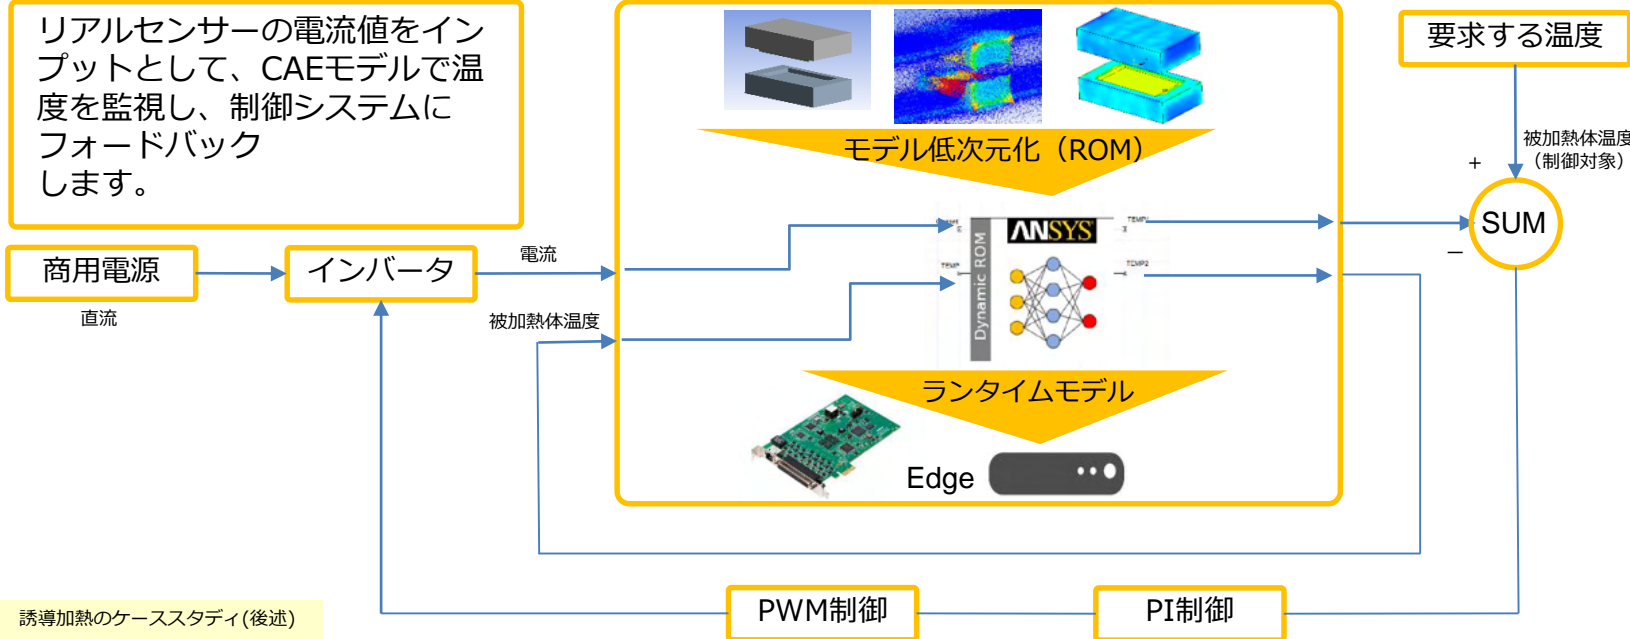 リアルセンサーの電流値をイン
プットとして、CAEモデルで温
度を監視し、制御システムに
フォードバック
します。
要求する温度
被加熱体温度
（制御対象）
+
SUM
−
モデル低次元化（ROM）
商用電源
直流
インバータ
電流
被加熱体温度
TEMP
Dynamic ROM
ANSYS
TEMP1
TEMP2
ランタイムモデル
Edge
PWM制御
PI制御
誘導加熱のケーススタディ(後述)